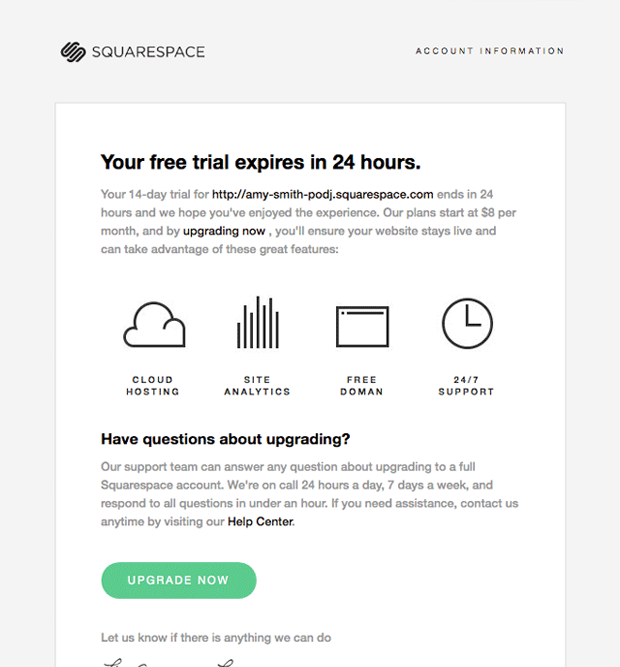 SQUARESPACE
ACCOUNT INFORMATION
Your free trial expires in 24 hours.
Your 14-day trial for http://amy-smith-podj.squarespace.com ends in 24
hours and we hope you've enjoyed the experience. Our plans start at $8 per
month, and by upgrading now , you'll ensure your website stays live and
can take advantage of these great features:
CLOUD
HOSTING
SITE
ANALYTICS
FREE
DOMAN
24/7
SUPPORT
Have questions about upgrading?
Our support team can answer any question about upgrading to a full
Squarespace account. We're on call 24 hours a day, 7 days a week, and
respond to all questions in under an hour. If you need assistance, contact us
anytime by visiting our Help Center.
UPGRADE NOW
Let us know if there is anything we can do